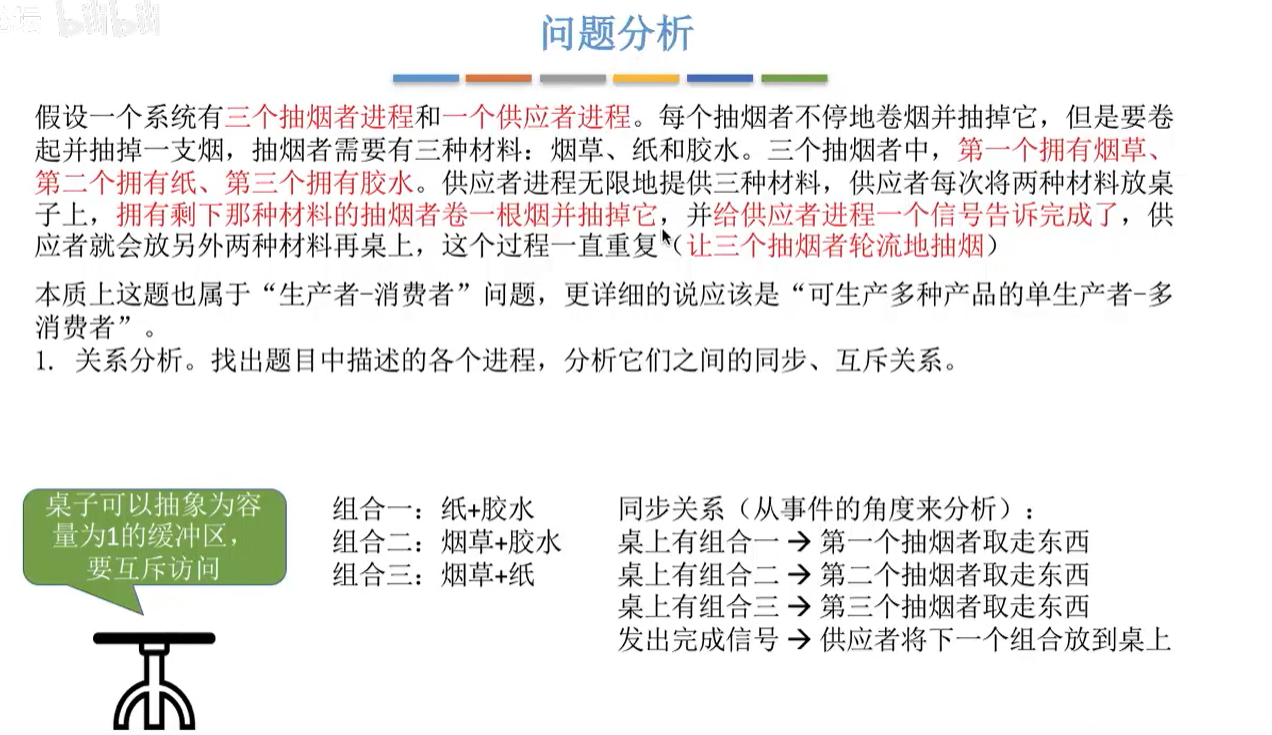 问题分析
假设一个系统有三个抽烟者进程和一个供应者进程。每个抽烟者不停地卷烟并抽掉它，但是要卷
起并抽掉一支烟，抽烟者需要有三种材料：烟草、纸和胶水。三个抽烟者中，第一个拥有烟草、
第二个拥有纸、第三个拥有胶水。供应者进程无限地提供三种材料，供应者每次将两种材料放桌
子上，拥有剩下那种材料的抽烟者卷一根烟并抽掉它，并给供应者进程一个信号告诉完成了，供
应者就会放另外两种材料再桌上，这个过程一直重复（让三个抽烟者轮流地抽烟）
本质上这题也属于“生产者-消费者”问题，更详细的说应该是“可生产多种产品的单生产者-多
消费者”。
1. 关系分析。找出题目中描述的各个进程，分析它们之间的同步、互斥关系。
桌子可以抽象为容
量为1的缓冲区，
要互斥访问
组合一：纸+胶水
组合二：烟草+胶水
组合三：烟草+纸
同步关系（从事件的角度来分析）：
桌上有组合一 → 第一个抽烟者取走东西
桌上有组合二 → 第二个抽烟者取走东西
桌上有组合三 → 第三个抽烟者取走东西
发出完成信号 → 供应者将下一个组合放到桌上